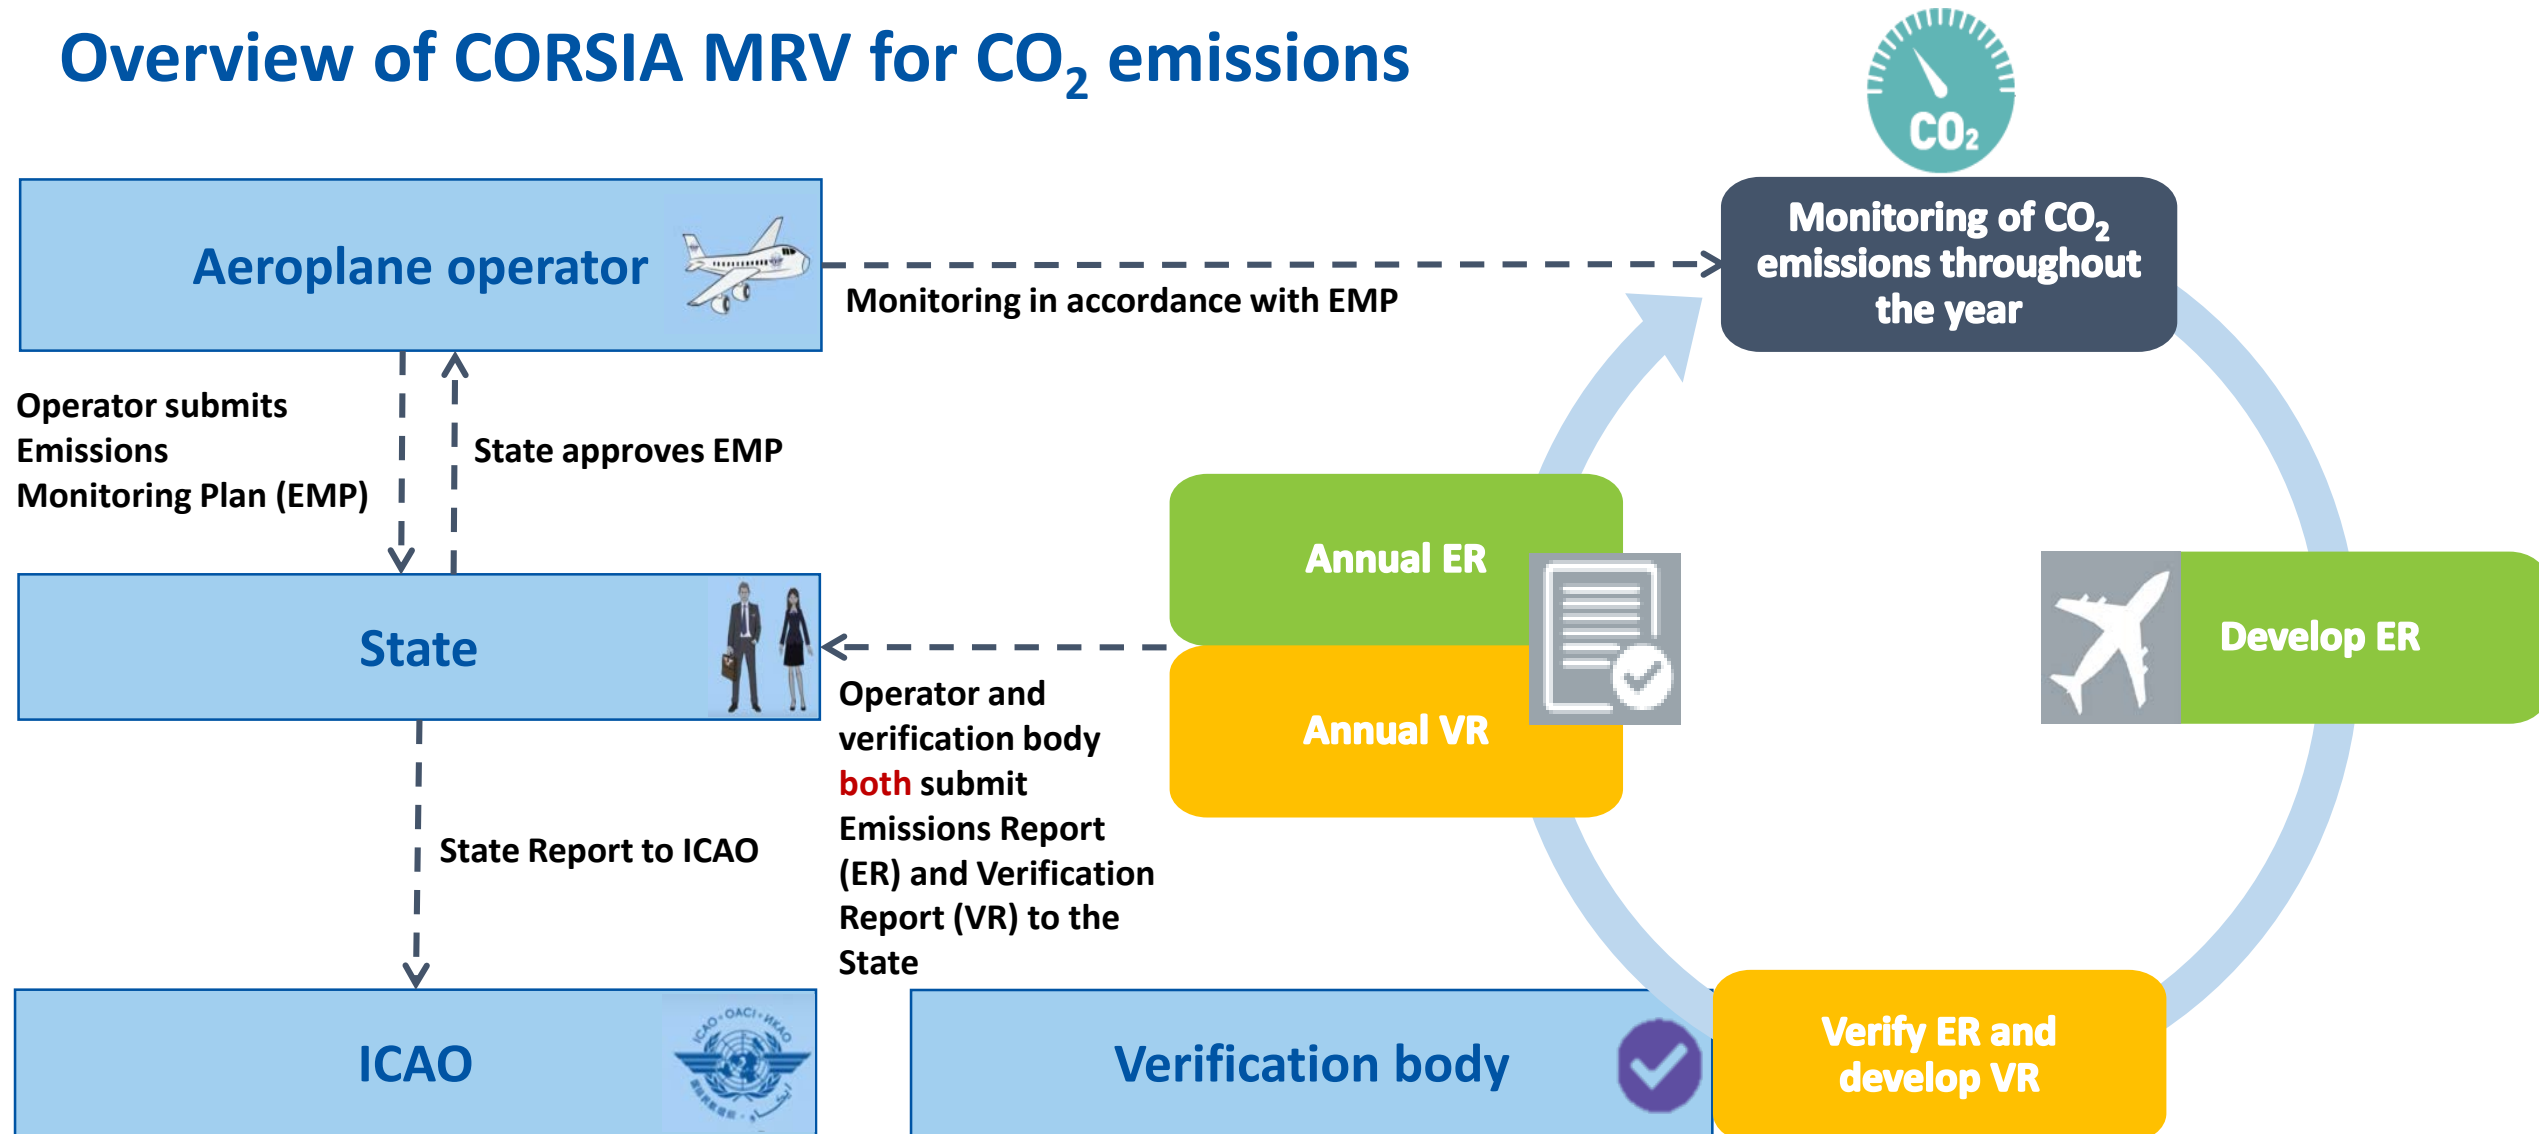 Overview of CORSIA MRV for CO₂ emissions
CO₂
Aeroplane operator
Monitoring in accordance with EMP
Monitoring of CO₂
emissions throughout
the year
Operator submits
Emissions
Monitoring Plan (EMP)
State approves EMP
Annual ER
Develop ER
State
Annual VR
Operator and
verification body
both submit
Emissions Report
(ER) and Verification
Report (VR) to the
State
State Report to ICAO
ICAO
ICAO · OACI · ИКАО
Verification body
Verify ER and
develop VR